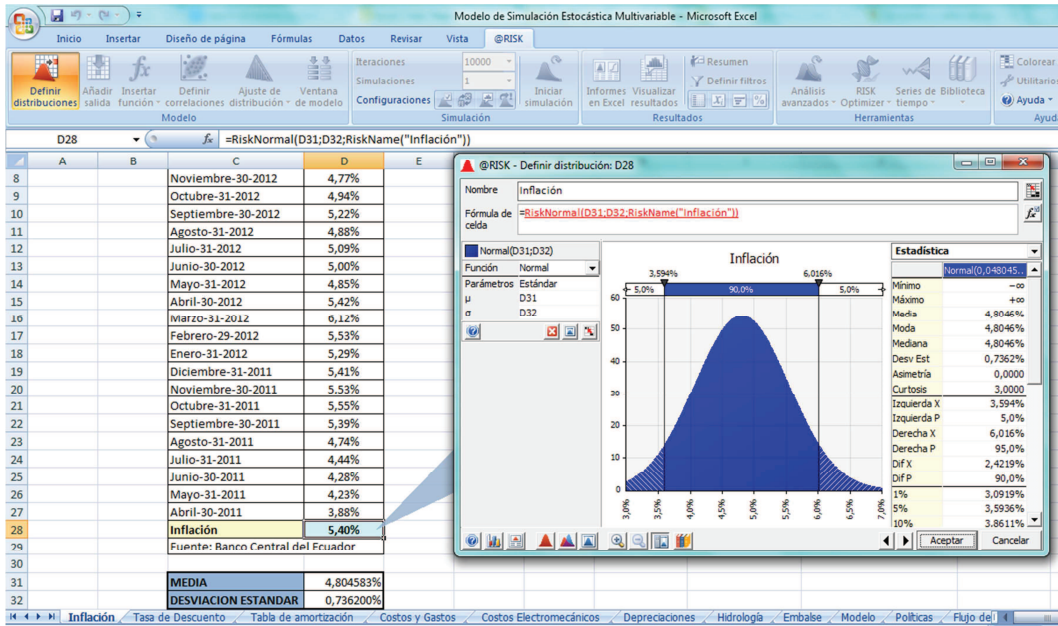 Modelo de Simulación Estocástica Multivariable - Microsoft Excel
Inicio Insertar Diseño de página Fórmulas Datos Revisar Vista @RISK
Definir distribuciones
Añadir salida
Insertar función
Definir correlaciones
Ajuste de distribución
Ventana de modelo
Modelo
Iteraciones 10000
Simulaciones 1
Configuraciones
Iniciar simulación
Simulación
Informes en Excel
Visualizar resultados
Resumen
Definir filtros
Resultados
Análisis avanzados
RISK Optimizer
Series de tiempo
Biblioteca
Herramientas
Colorear
Utilitarios
Ayuda
Ayud
D28 fx =RiskNormal(D31;D32;RiskName("Inflación"))
A B C D E
8 Noviembre-30-2012 4,77%
9 Octubre-31-2012 4,94%
10 Septiembre-30-2012 5,22%
11 Agosto-31-2012 4,88%
12 Julio-31-2012 5,09%
13 Junio-30-2012 5,00%
14 Mayo-31-2012 4,85%
15 Abril-30-2012 5,42%
16 Marzo-31-2012 6,12%
17 Febrero-29-2012 5,53%
18 Enero-31-2012 5,29%
19 Diciembre-31-2011 5,41%
20 Noviembre-30-2011 5.53%
21 Octubre-31-2011 5,55%
22 Septiembre-30-2011 5,39%
23 Agosto-31-2011 4,74%
24 Julio-31-2011 4,44%
25 Junio-30-2011 4,28%
26 Mayo-31-2011 4,23%
27 Abril-30-2011 3,88%
28 Inflación 5,40%
29 Fuente: Banco Central del Ecuador
30
31 MEDIA 4,804583%
32 DESVIACION ESTANDAR 0,736200%
@RISK - Definir distribución: D28
Nombre Inflación
Fórmula de celda =RiskNormal(D31;D32;RiskName("Inflación"))
Normal(D31;D32)
Función Normal
Parámetros Estándar
μ D31
σ D32
Inflación
3,594% 6,016%
5,0% 90,0% 5,0%
60
50
40
30
20
10
0
3,0% 3,5% 4,0% 4,5% 5,0% 5,5% 6,0% 6,5% 7,0%
Estadística
Normal(0,048045..
Mínimo -∞
Máximo +∞
Media 4,8046%
Moda 4,8046%
Mediana 4,8046%
Desv Est 0,7362%
Asimetría 0,0000
Curtosis 3,0000
Izquierda X 3,594%
Izquierda P 5,0%
Derecha X 6,016%
Derecha P 95,0%
Dif X 2,4219%
Dif P 90,0%
1% 3,0919%
5% 3,5936%
10% 3.8611%
Aceptar Cancelar
Inflación Tasa de Descuento Tabla de amortización Costos y Gastos Costos Electromecánicos Depreciaciones Hidrología Embalse Modelo Políticas Flujo de